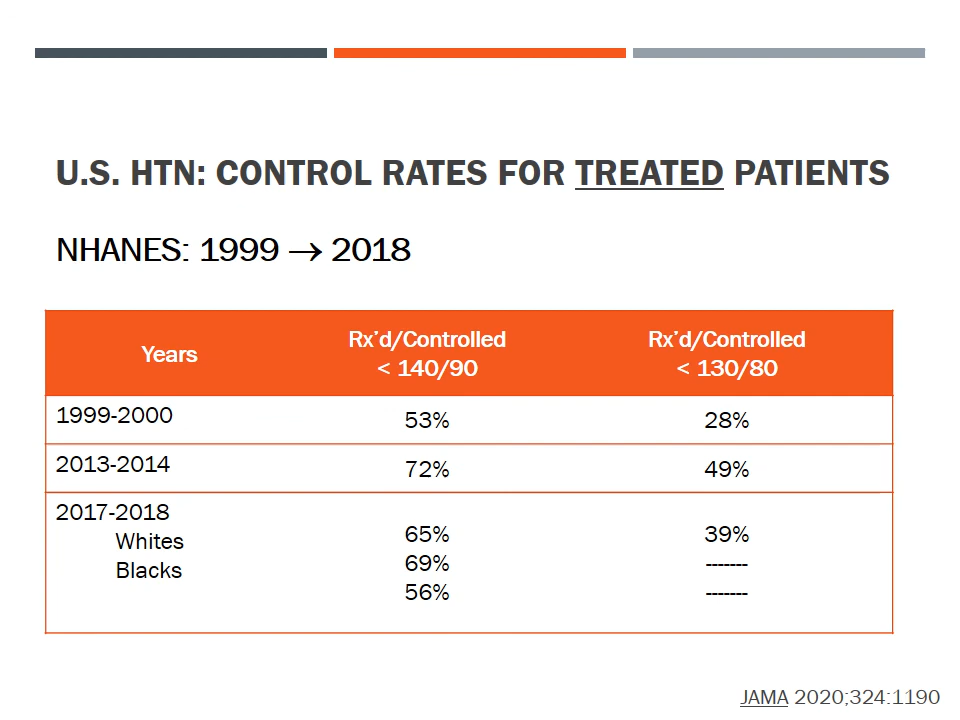 U.S. HTN: CONTROL RATES FOR TREATED PATIENTS
NHANES: 1999 → 2018
Years
Rx’d/Controlled
< 140/90
Rx’d/Controlled
< 130/80
1999-2000 53% 28%
2013-2014 72% 49%
2017-2018 65% 39%
Whites 69% -------
Blacks 56% -------
JAMA 2020;324:1190